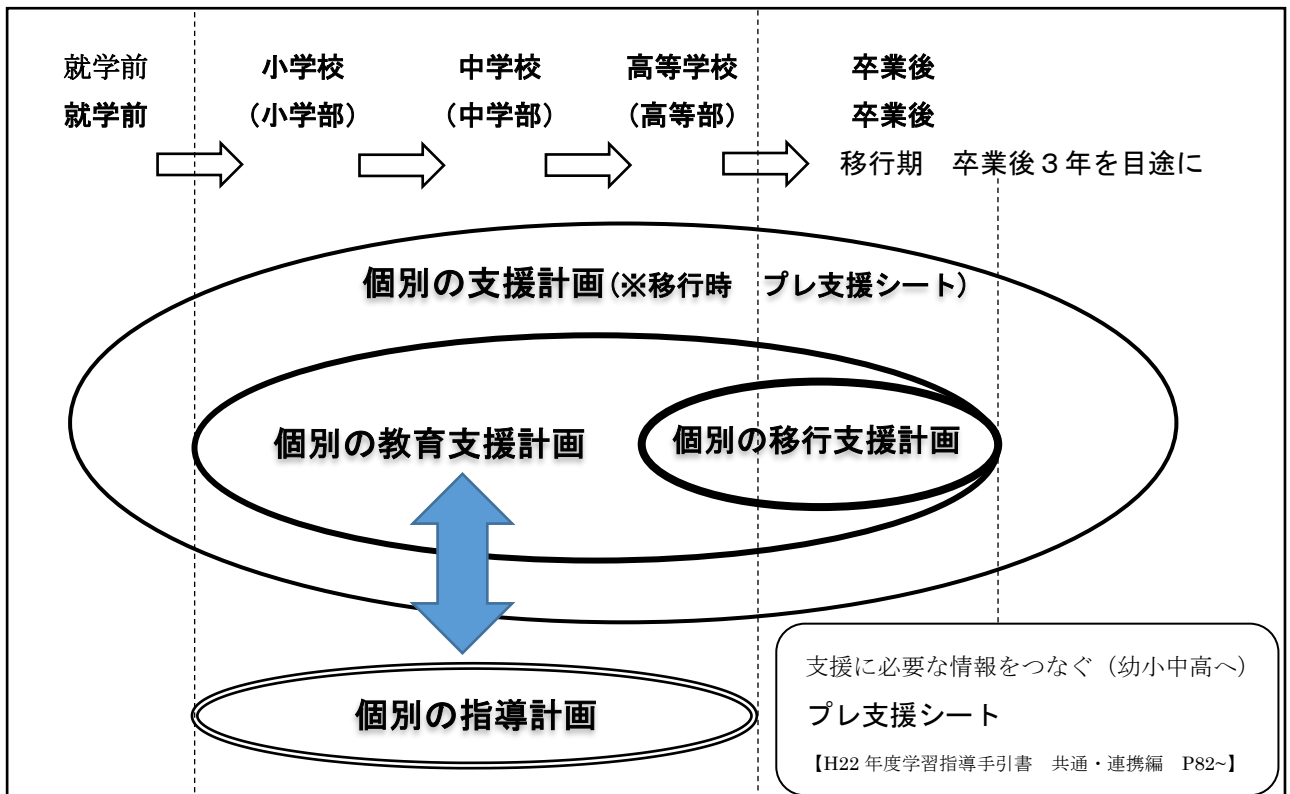 就学前 小学校 中学校 高等学校 卒業後
就学前 （小学部） （中学部） （高等部） 卒業後
移行期 卒業後３年を目途に
個別の支援計画(※移行時 プレ支援シート)
個別の教育支援計画
個別の移行支援計画
個別の指導計画
支援に必要な情報をつなぐ（幼小中高へ）
プレ支援シート
【H22 年度学習指導手引書 共通・連携編 P82~】